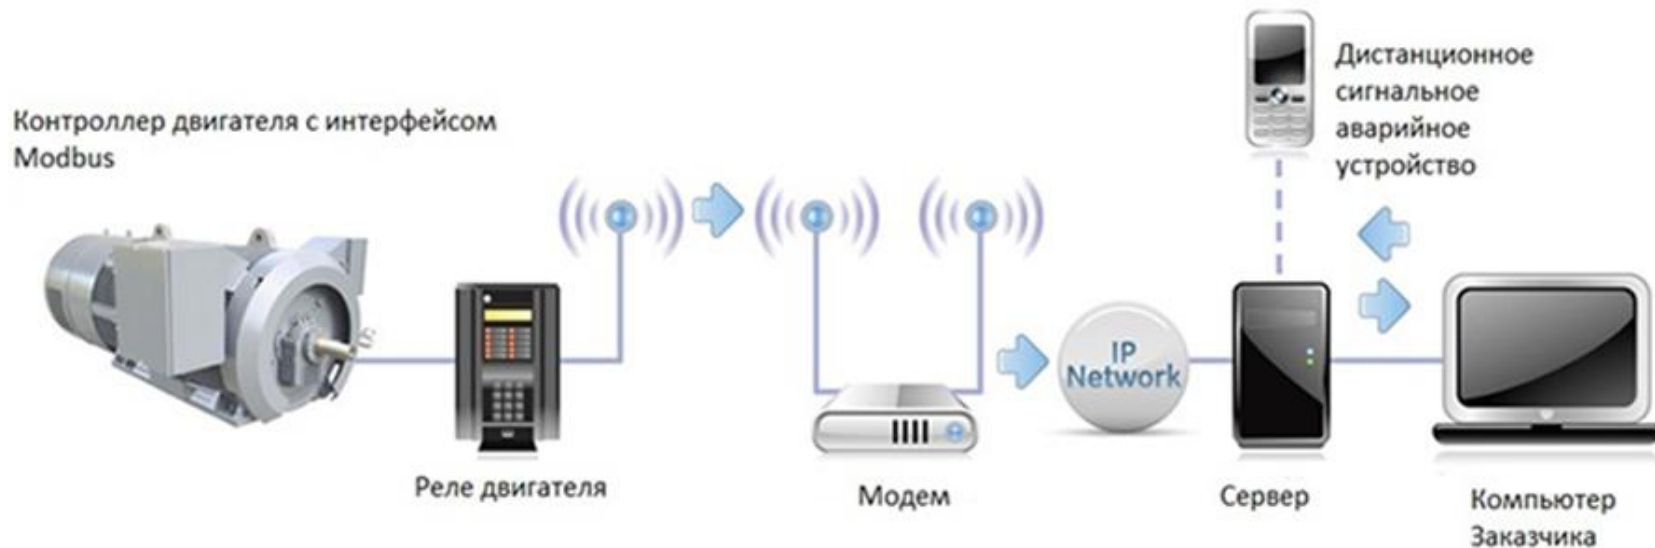 Контроллер двигателя с интерфейсом
Modbus
Дистанционное
сигнальное
аварийное
устройство
IP
Network
Реле двигателя
Модем
Сервер
Компьютер
Заказчика